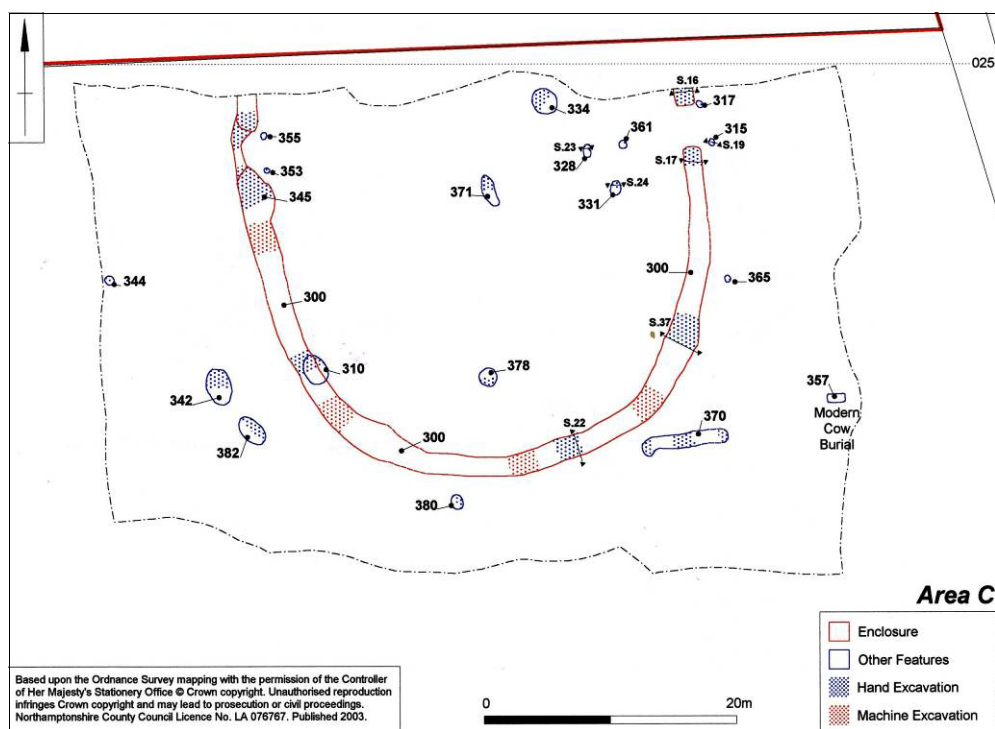 025
S.16
334
317
361
315
355
S.23
S.19
328
S.17
353
S.24
371
345
331
344
300
365
300
S.37
310
378
357
342
Modern
Cow
Burial
S.22
370
382
300
380
Area C
Enclosure
Other Features
Hand Excavation
Machine Excavation
Based upon the Ordnance Survey mapping with the permission of the Controller
of Her Majesty's Stationery Office © Crown copyright. Unauthorised reproduction
infringes Crown copyright and may lead to prosecution or civil proceedings.
Northamptonshire County Council Licence No. LA 076767. Published 2003.
0 20m